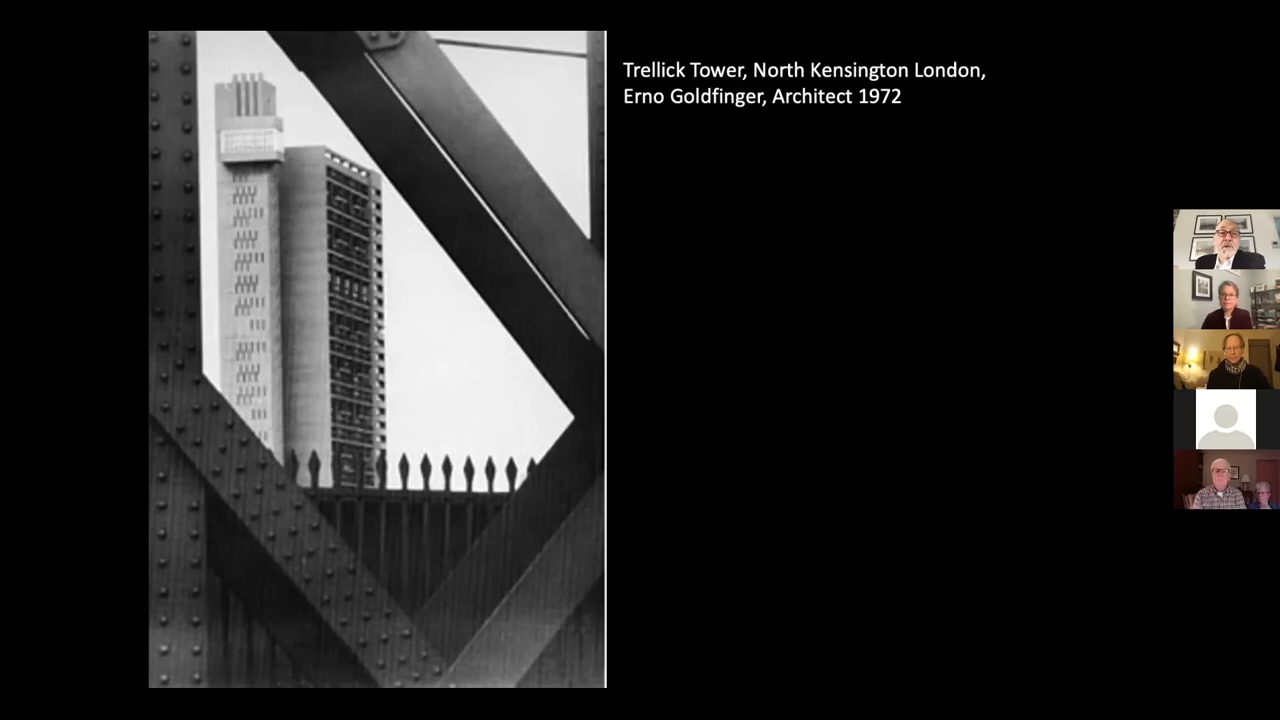 Trellick Tower, North Kensington London,
Erno Goldfinger, Architect 1972